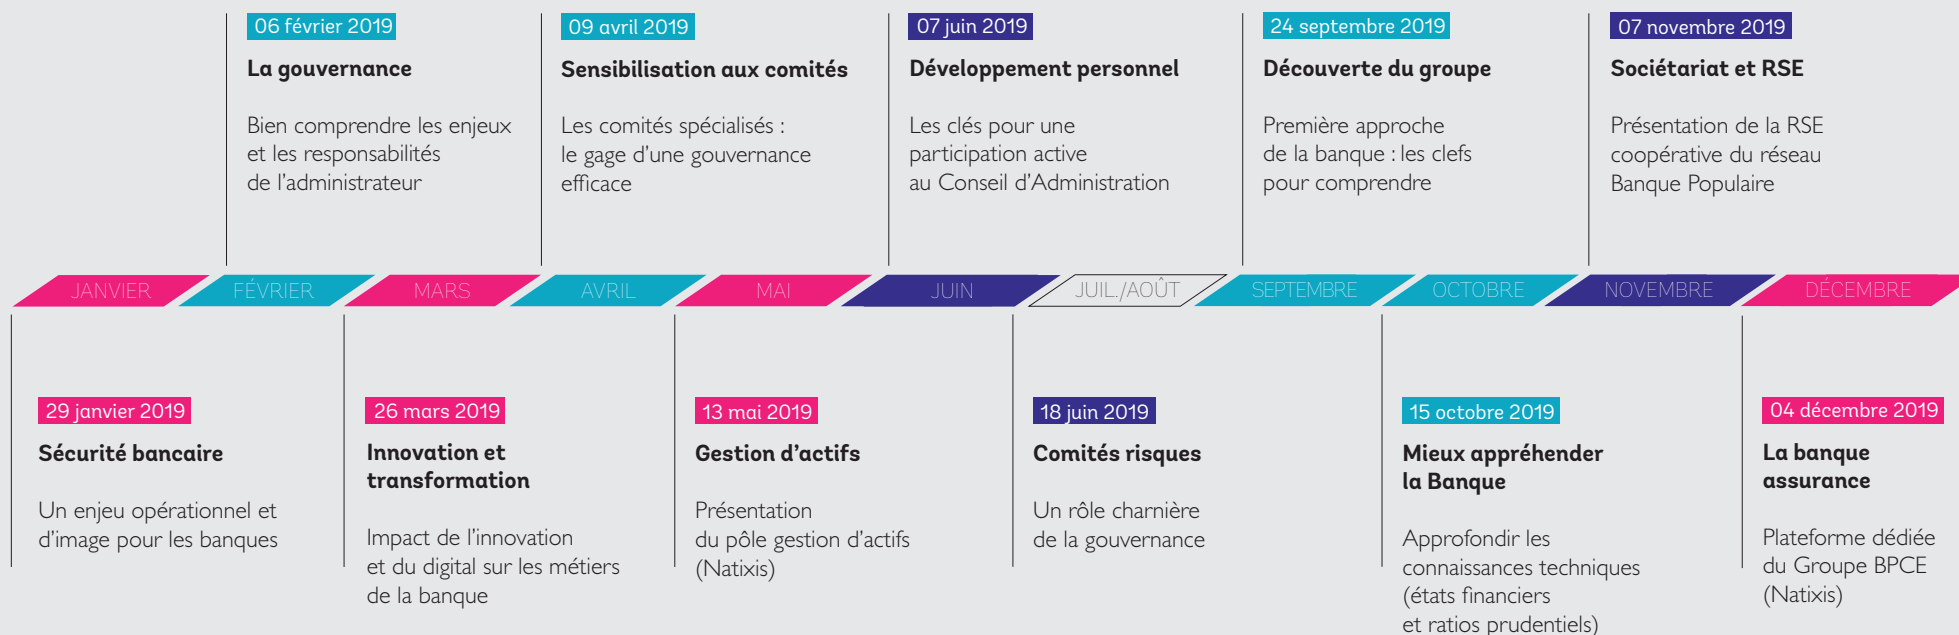 06 février 2019
La gouvernance
Bien comprendre les enjeux
et les responsabilités
de l'administrateur
09 avril 2019
Sensibilisation aux comités
Les comités spécialisés :
le gage d'une gouvernance
efficace
07 juin 2019
Développement personnel
Les clés pour une
participation active
au Conseil d'Administration
24 septembre 2019
Découverte du groupe
Première approche
de la banque : les clefs
pour comprendre
07 novembre 2019
Sociétariat et RSE
Présentation de la RSE
coopérative du réseau
Banque Populaire
JANVIER
FÉVRIER
MARS
AVRIL
MAI
JUIN
JUIL./AOÛT
SEPTEMBRE
OCTOBRE
NOVEMBRE
DÉCEMBRE
29 janvier 2019
Sécurité bancaire
Un enjeu opérationnel et
d'image pour les banques
26 mars 2019
Innovation et
transformation
Impact de l'innovation
et du digital sur les métiers
de la banque
13 mai 2019
Gestion d'actifs
Présentation
du pôle gestion d'actifs
(Natixis)
18 juin 2019
Comités risques
Un rôle charnière
de la gouvernance
15 octobre 2019
Mieux appréhender
la Banque
Approfondir les
connaissances techniques
(états financiers
et ratios prudentiels)
04 décembre 2019
La banque
assurance
Plateforme dédiée
du Groupe BPCE
(Natixis)